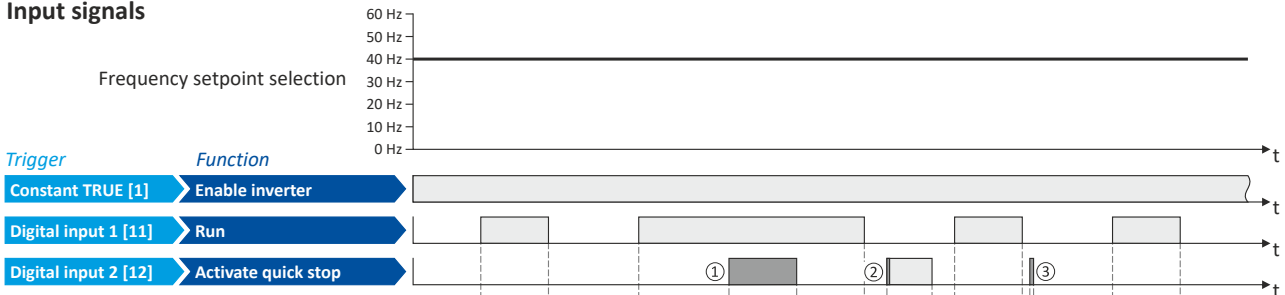 Input signals
60 Hz
50 Hz
40 Hz
Frequency setpoint selection
30 Hz
20 Hz
10 Hz
0 Hz
t
Trigger Function
Constant TRUE [1] Enable inverter
t
Digital input 1 [11] Run
t
Digital input 2 [12] Activate quick stop ① ② ③
t